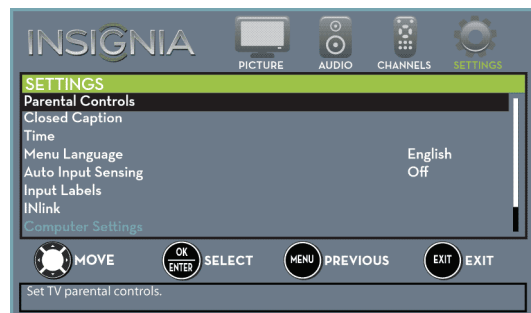 INSIGNIA
PICTURE AUDIO CHANNELS SETTINGS
SETTINGS
Parental Controls
Closed Caption
Time
Menu Language English
Auto Input Sensing Off
Input Labels
INlink
Computer Settings
MOVE OK ENTER SELECT MENU PREVIOUS EXIT EXIT
Set TV parental controls.